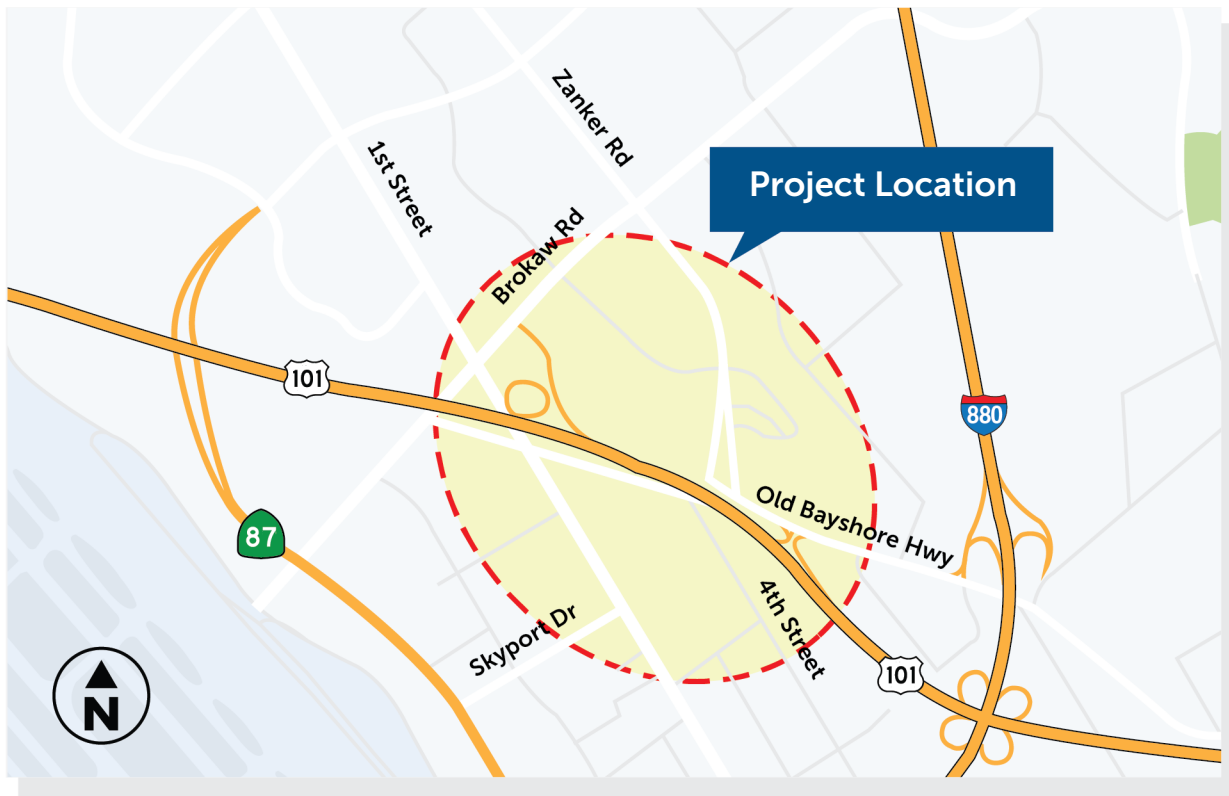 Zanker Rd
1st Street
Project Location
Brokaw Rd
101
880
87
Old Bayshore Hwy
4th Street
Skyport Dr
101
N